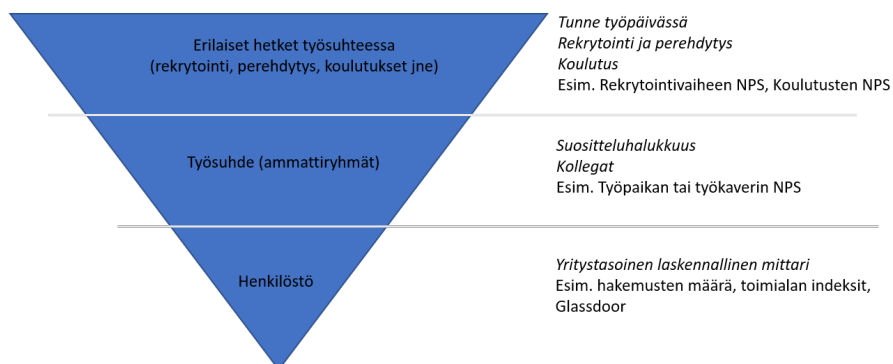 Erilaiset hetket työsuhteessa
(rekrytointi, perehdytys, koulutukset jne)
Tunne työpäivässä
Rekrytointi ja perehdytys
Koulutus
Esim. Rekrytointivaiheen NPS, Koulutusten NPS
Työsuhde (ammattiryhmät)
Suositteluhalukkuus
Kollegat
Esim. Työpaikan tai työkaverin NPS
Henkilöstö
Yritystasoinen laskennallinen mittari
Esim. hakemusten määrä, toimialan indeksit,
Glassdoor